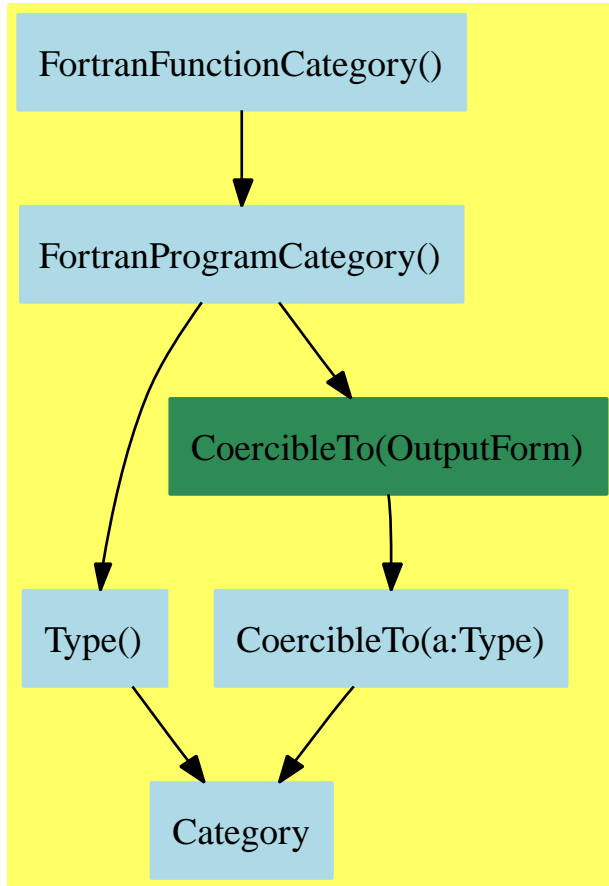 FortranFunctionCategory()
FortranProgramCategory()
CoercibleTo(OutputForm)
Type()
CoercibleTo(a:Type)
Category